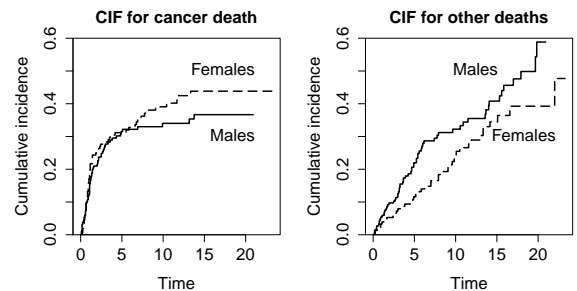 CIF for cancer death
Cumulative incidence
0.0 0.2 0.4 0.6
Females
Males
0 5 10 15 20
Time
CIF for other deaths
Cumulative incidence
0.0 0.2 0.4 0.6
Males
Females
0 5 10 15 20
Time